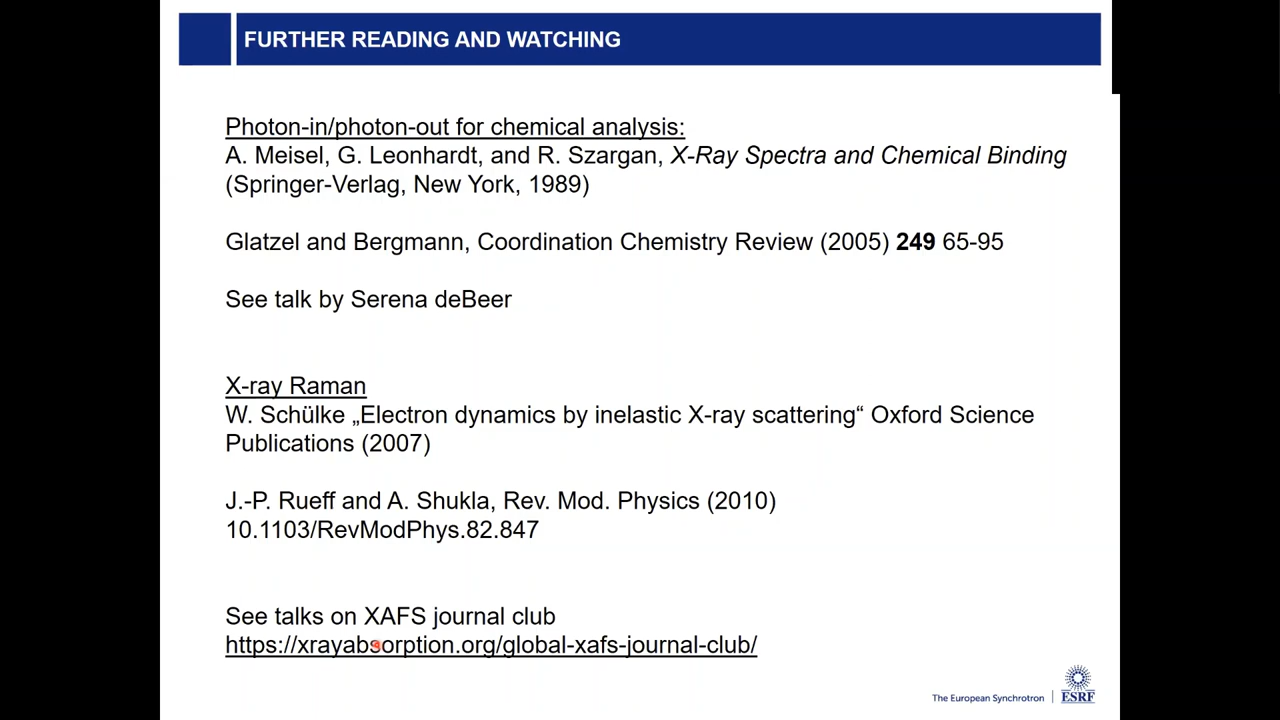 FURTHER READING AND WATCHING
Photon-in/photon-out for chemical analysis:
A. Meisel, G. Leonhardt, and R. Szargan, X-Ray Spectra and Chemical Binding
(Springer-Verlag, New York, 1989)
Glatzel and Bergmann, Coordination Chemistry Review (2005) 249 65-95
See talk by Serena deBeer
X-ray Raman
W. Schülke „Electron dynamics by inelastic X-ray scattering“ Oxford Science
Publications (2007)
J.-P. Rueff and A. Shukla, Rev. Mod. Physics (2010)
10.1103/RevModPhys.82.847
See talks on XAFS journal club
https://xrayabsorption.org/global-xafs-journal-club/
The European Synchrotron | ESRF